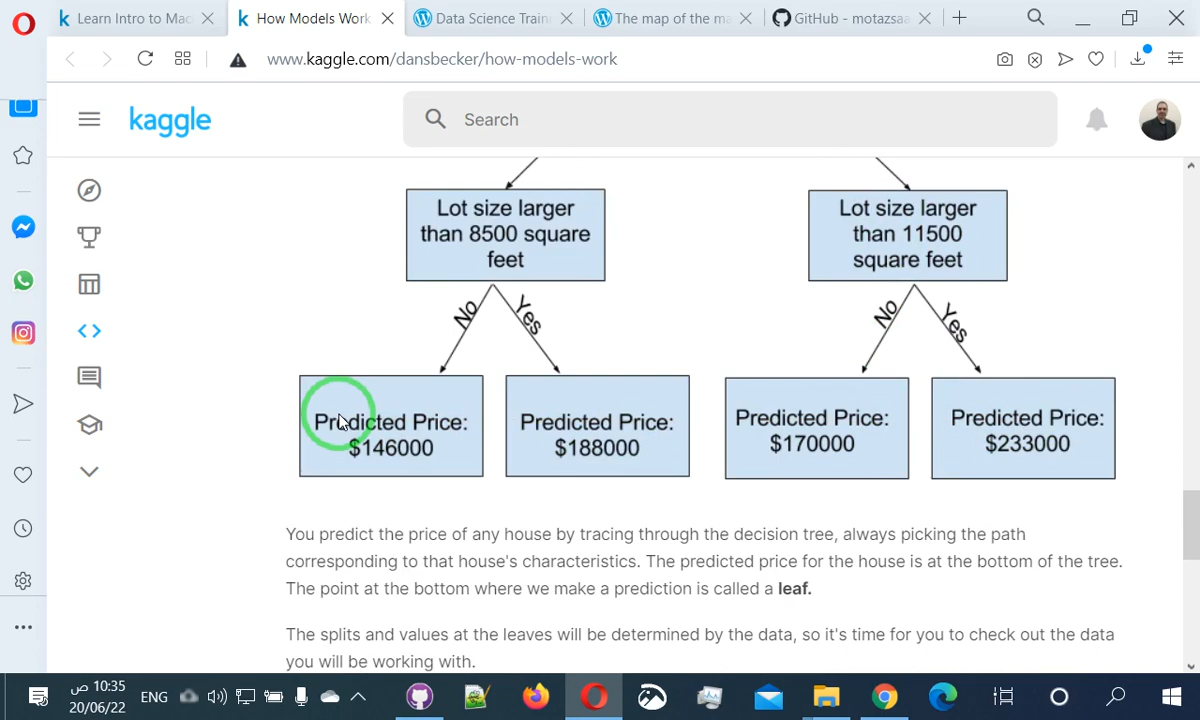 Learn Intro to Mac
How Models Work
Data Science Traini
The map of the ma
GitHub - motazsaa
www.kaggle.com/dansbecker/how-models-work
kaggle
Search
Lot size larger
than 8500 square
feet
Lot size larger
than 11500
square feet
No
Yes
No
Yes
Predicted Price:
$146000
Predicted Price:
$188000
Predicted Price:
$170000
Predicted Price:
$233000
You predict the price of any house by tracing through the decision tree, always picking the path
corresponding to that house's characteristics. The predicted price for the house is at the bottom of the tree.
The point at the bottom where we make a prediction is called a leaf.
The splits and values at the leaves will be determined by the data, so it's time for you to check out the data
you will be working with.
10:35 ص
20/06/22
ENG